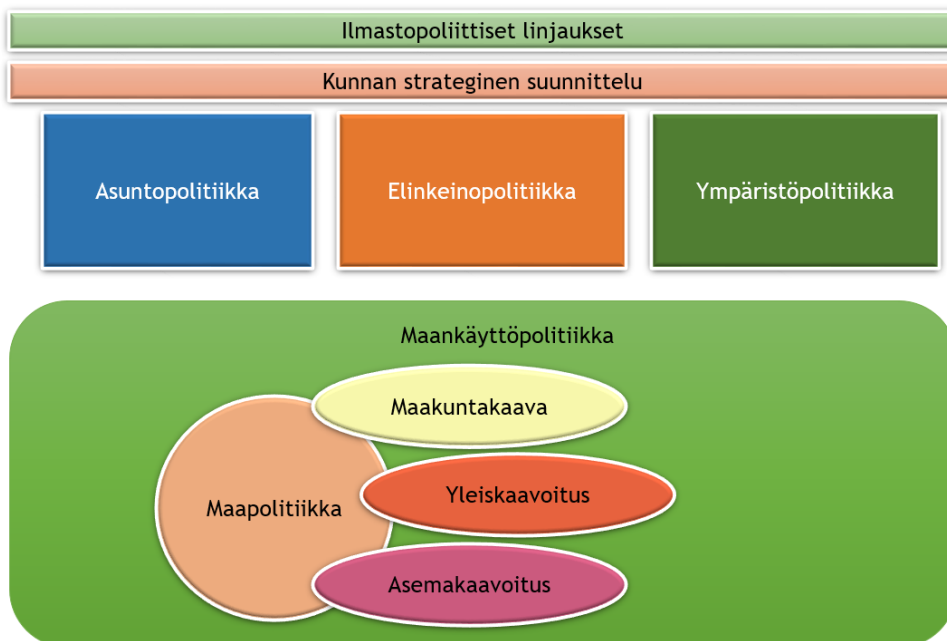 Ilmastopoliittiset linjaukset
Kunnan strateginen suunnittelu
Asuntopolitiikka
Elinkeinopolitiikka
Ympäristöpolitiikka
Maankäyttöpolitiikka
Maakuntakaava
Yleiskaavoitus
Maapolitiikka
Asemakaavoitus